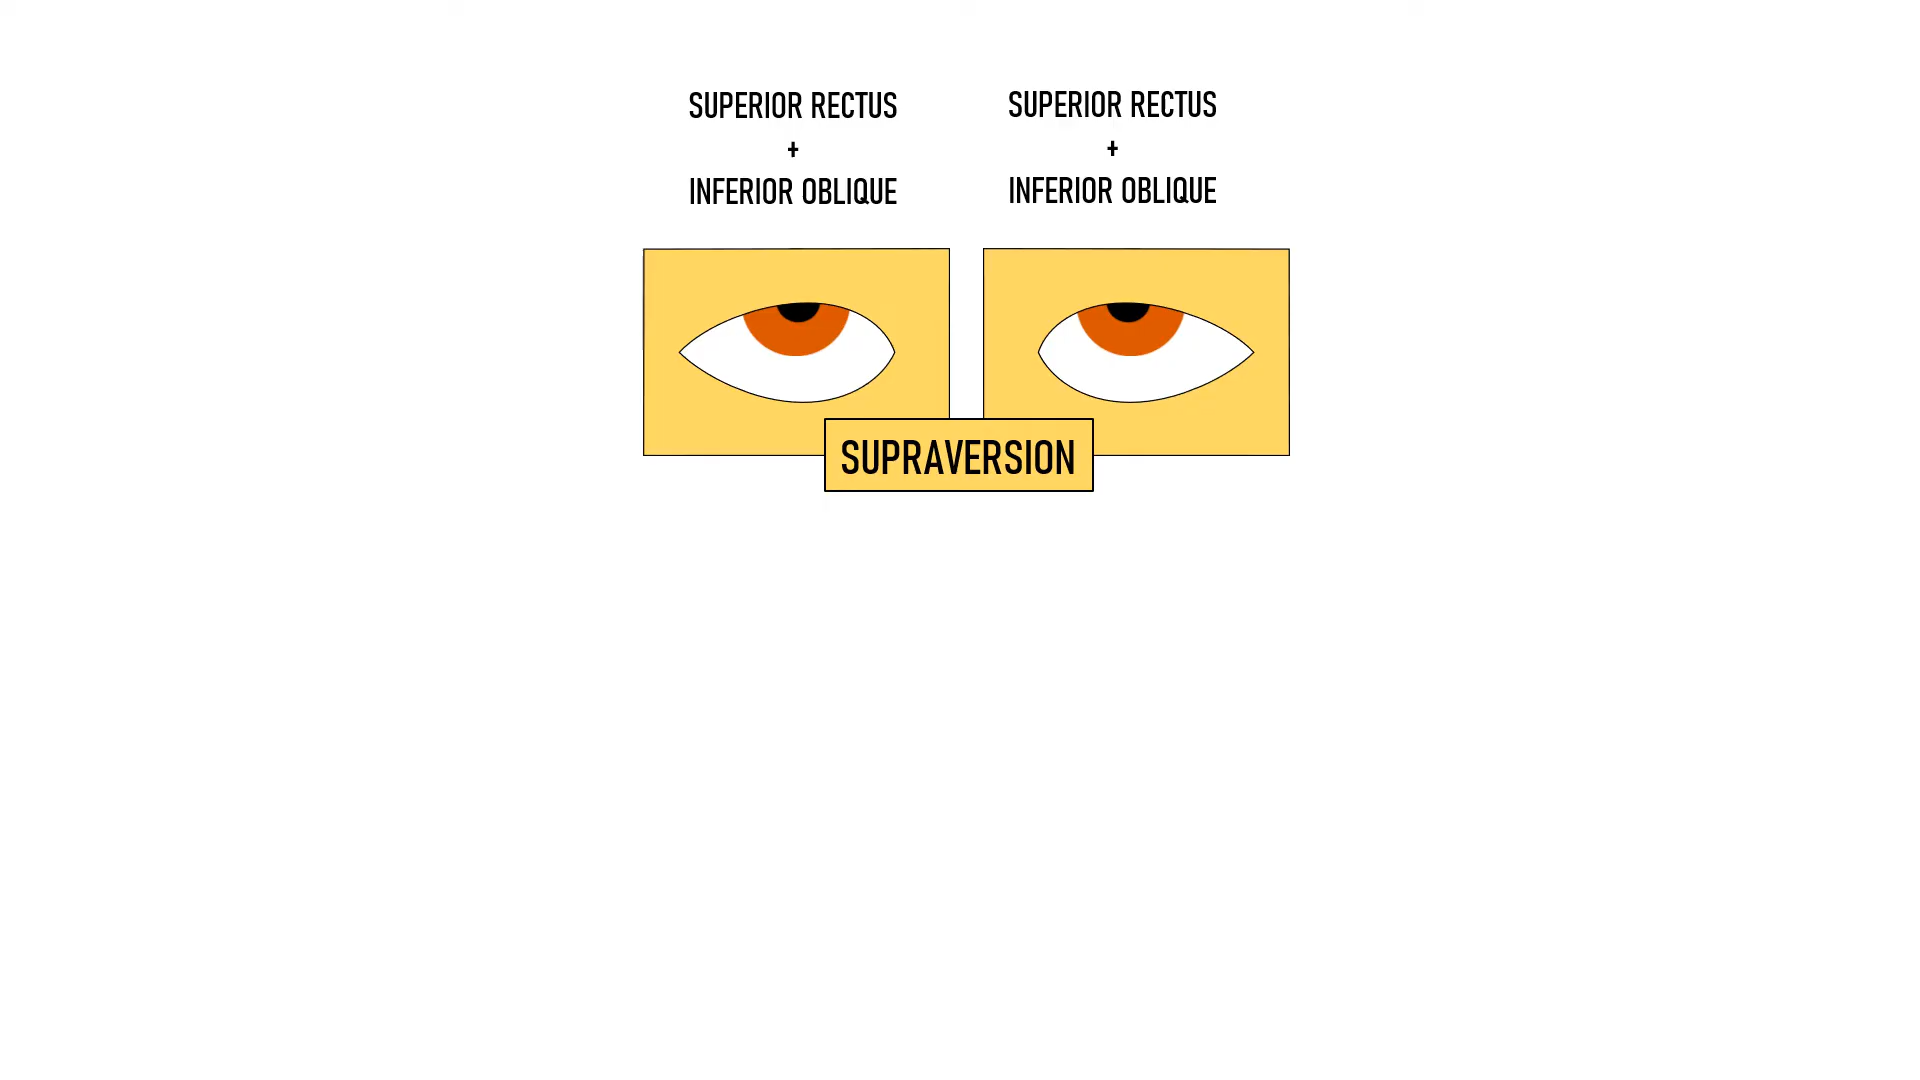 SUPERIOR RECTUS
+
INFERIOR OBLIQUE
SUPERIOR RECTUS
+
INFERIOR OBLIQUE
SUPRAVERSION